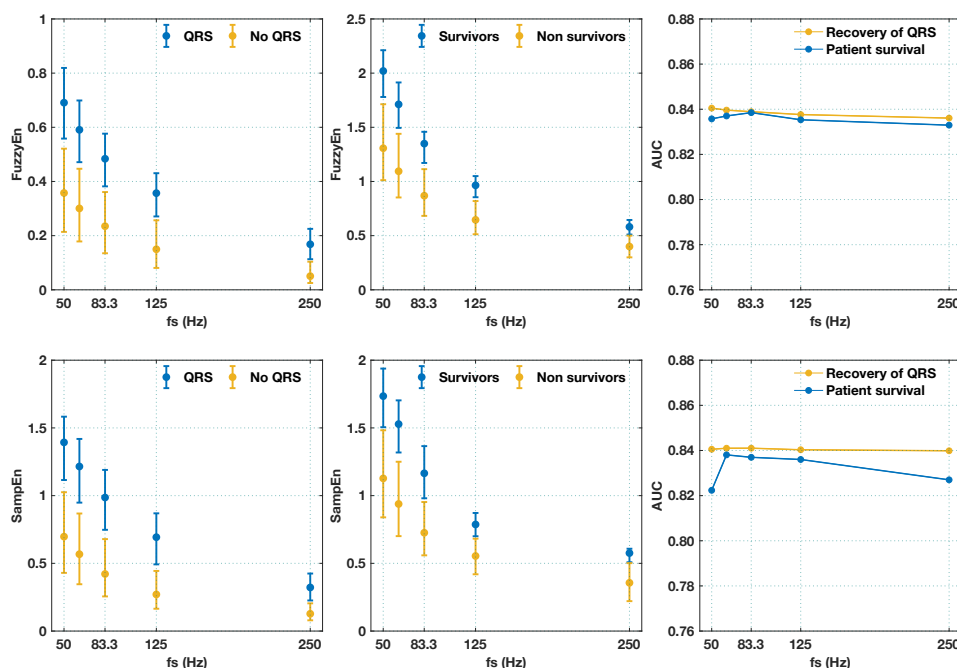 QRS No QRS
1
0.8
0.6
0.4
0.2
0
FuzzyEn
50 83.3 125 250
fs (Hz)
Survivors Non survivors
2.5
2
1.5
1
0.5
0
FuzzyEn
50 83.3 125 250
fs (Hz)
Recovery of QRS
Patient survival
0.88
0.86
0.84
0.82
0.80
0.78
0.76
AUC
50 83.3 125 250
fs (Hz)
QRS No QRS
2
1.5
1
0.5
0
SampEn
50 83.3 125 250
fs (Hz)
Survivors Non survivors
2
1.5
1
0.5
0
SampEn
50 83.3 125 250
fs (Hz)
Recovery of QRS
Patient survival
0.88
0.86
0.84
0.82
0.80
0.78
0.76
AUC
50 83.3 125 250
fs (Hz)